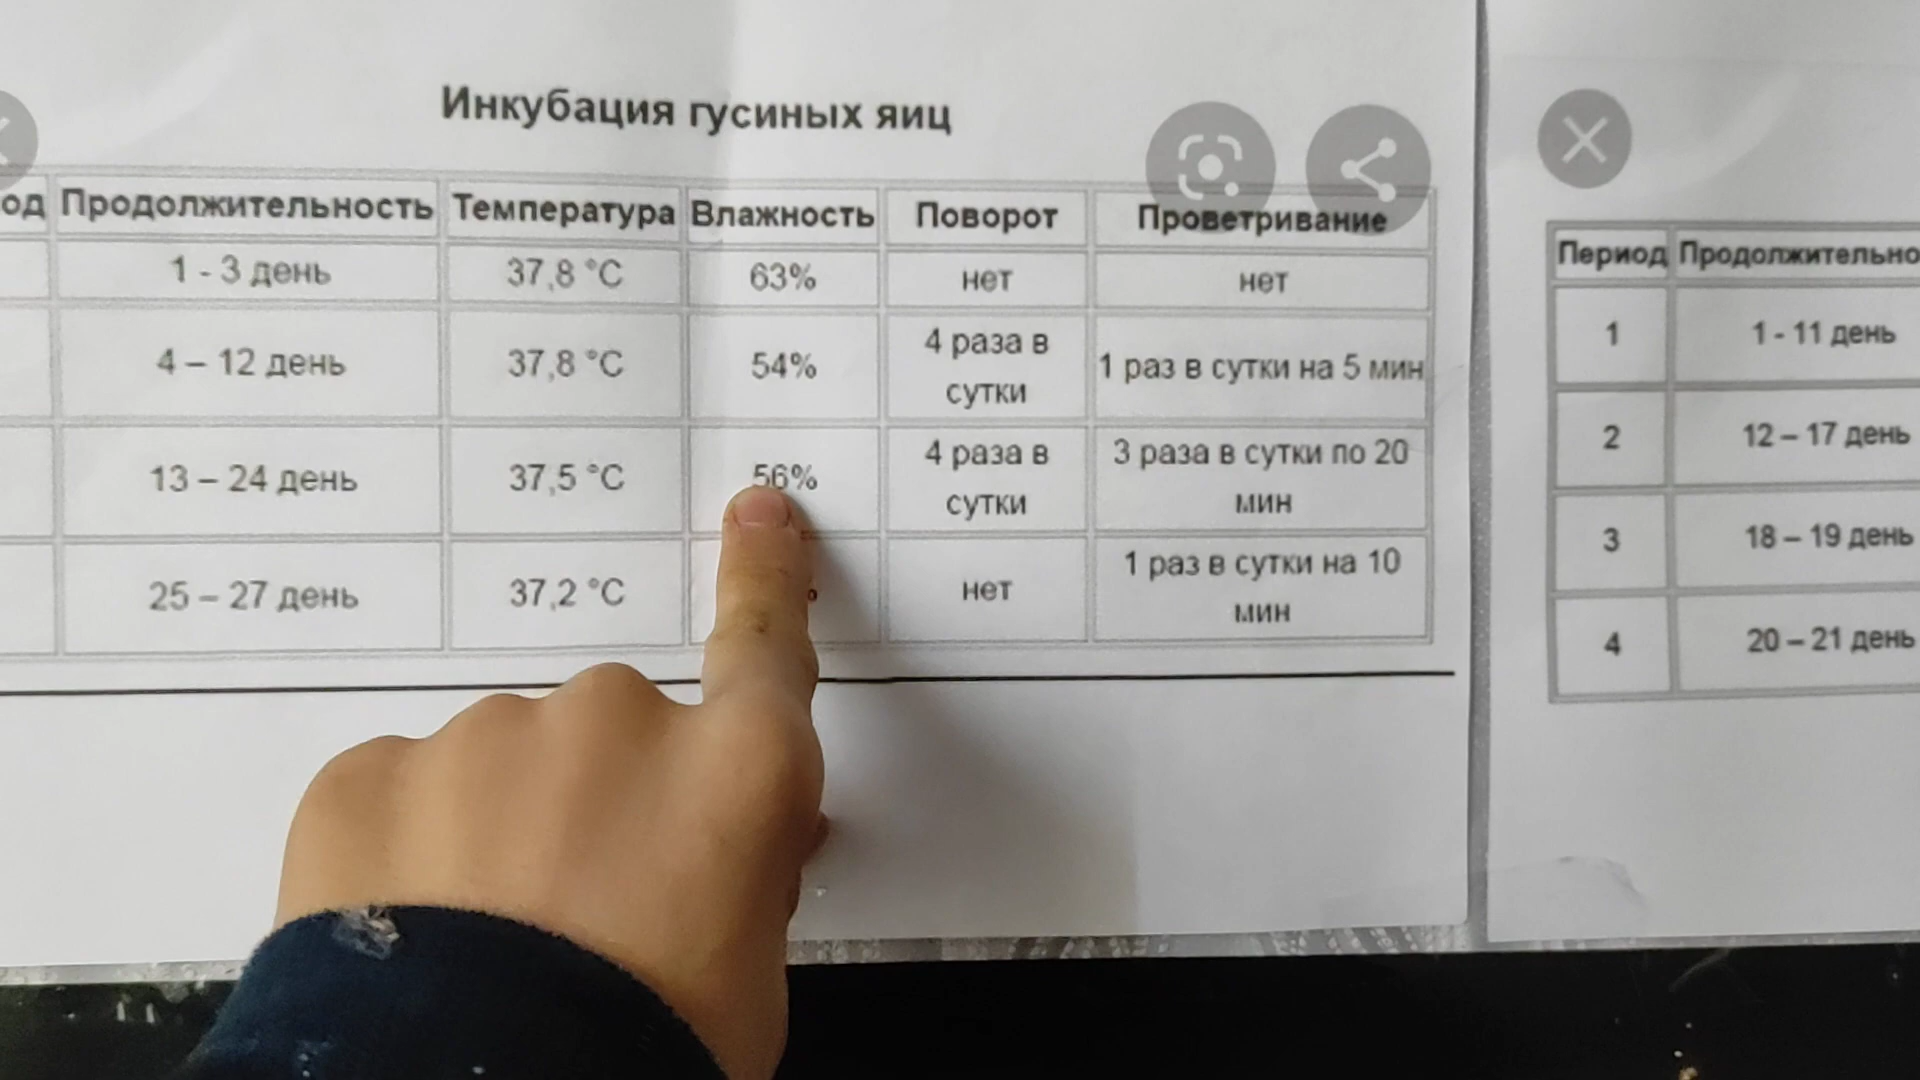 Инкубация гусиных яиц
Продолжительность Температура Влажность Поворот Проветривание
1 - 3 день 37,8 °C 63% нет нет
4 – 12 день 37,8 °C 54% 4 раза в сутки 1 раз в сутки на 5 мин
13 – 24 день 37,5 °C 56% 4 раза в сутки 3 раза в сутки по 20 мин
25 – 27 день 37,2 °C нет 1 раз в сутки на 10 мин
Период
1 1 - 11 день
2 12 – 17 день
3 18 – 19 день
4 20 – 21 день